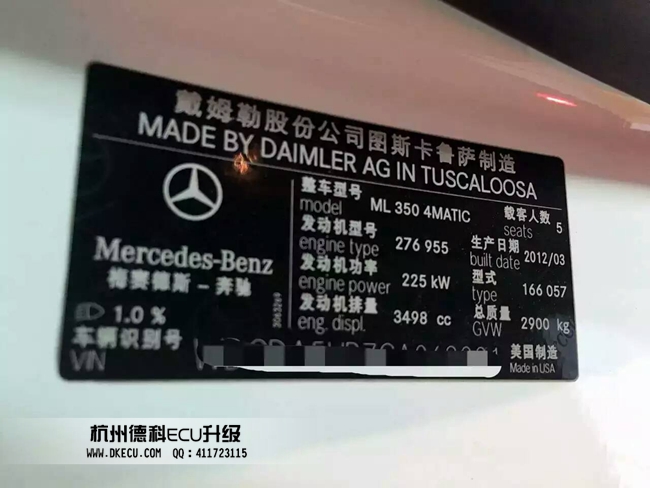 戴姆勒股份公司图斯卡鲁萨制造
MADE BY DAIMLER AG IN TUSCALOOSA
Mercedes-Benz
梅赛德斯－奔驰
1.0 %
整车型号
model ML 350 4MATIC
载客人数
seats 5
发动机型号
engine type 276 955
生产日期
built date 2012/03
发动机功率
engine power 225 kW
型式
type 166 057
发动机排量
eng. displ. 3498 cc
总质量
GVW 2900 kg
车辆识别号
VIN
美国制造
Made in USA
杭州德科ECU升级
WWW.DKECU.COM QQ：411723115